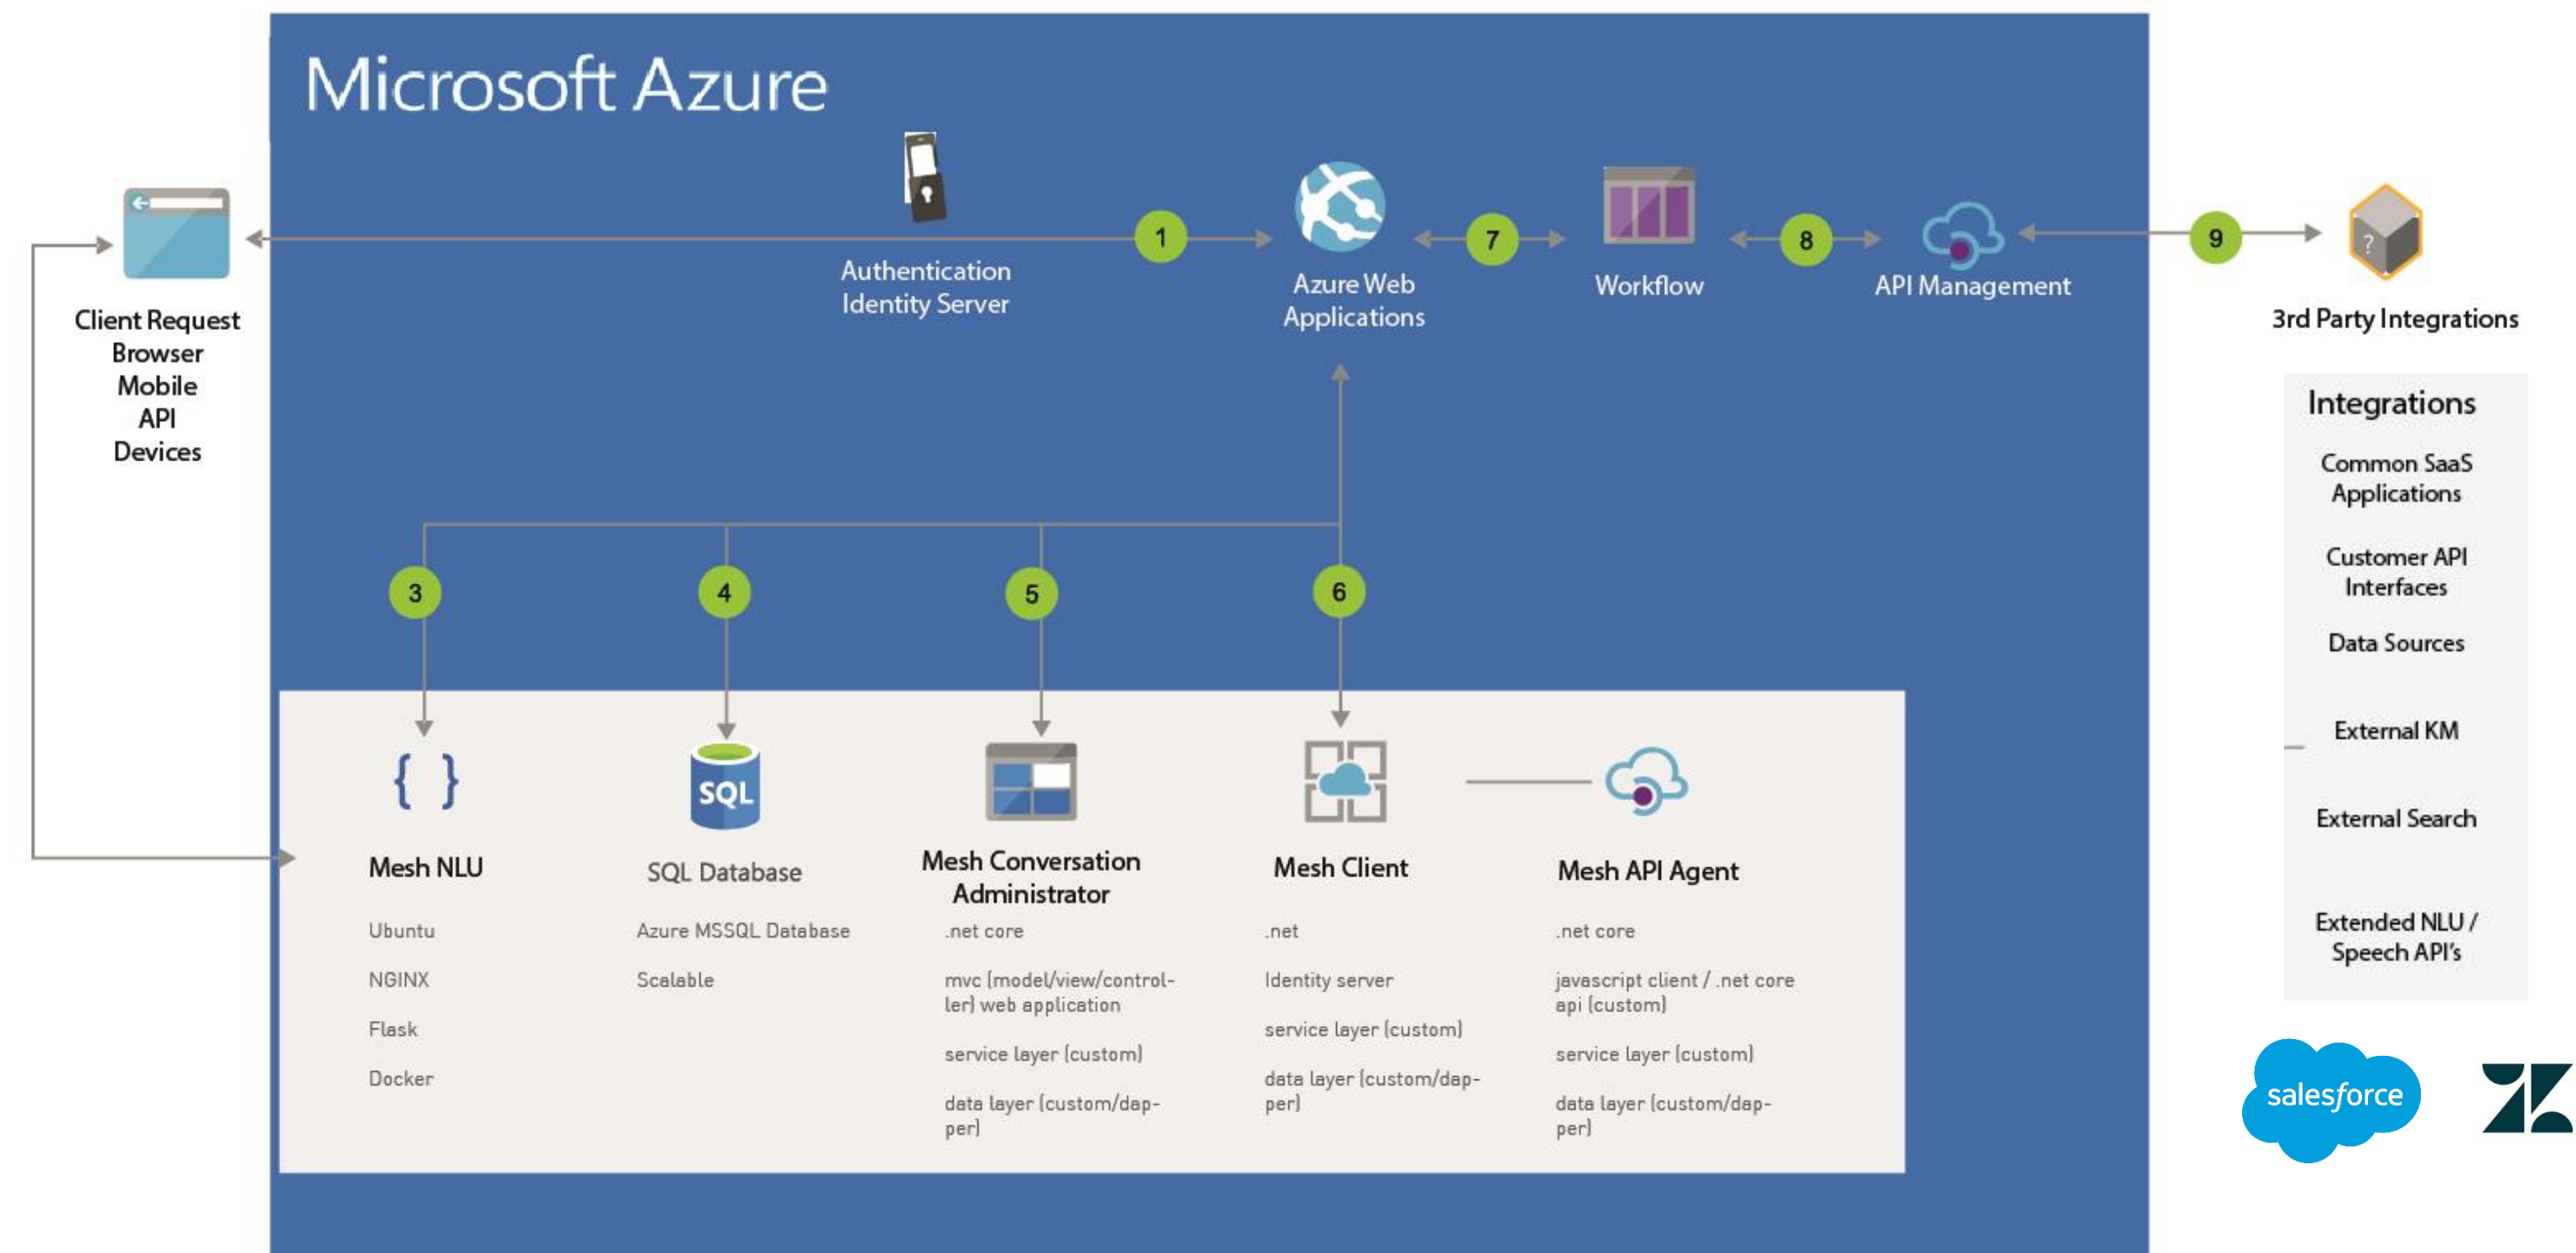 Microsoft Azure
Client Request
Browser
Mobile
API
Devices
Authentication
Identity Server
1
Azure Web
Applications
7
Workflow
8
API Management
9
?
3rd Party Integrations
Integrations
Common SaaS
Applications
Customer API
Interfaces
Data Sources
External KM
External Search
Extended NLU /
Speech API's
salesforce
3
4
5
6
{ }
Mesh NLU
Ubuntu
NGINX
Flask
Docker
SQL
SQL Database
Azure MSSQL Database
Scalable
Mesh Conversation
Administrator
.net core
mvc (model/view/control-
ler) web application
service layer (custom)
data layer (custom/dap-
per)
Mesh Client
.net
Identity server
service layer (custom)
data layer (custom/dap-
per)
Mesh API Agent
.net core
javascript client / .net core
api (custom)
service layer (custom)
data layer (custom/dap-
per)